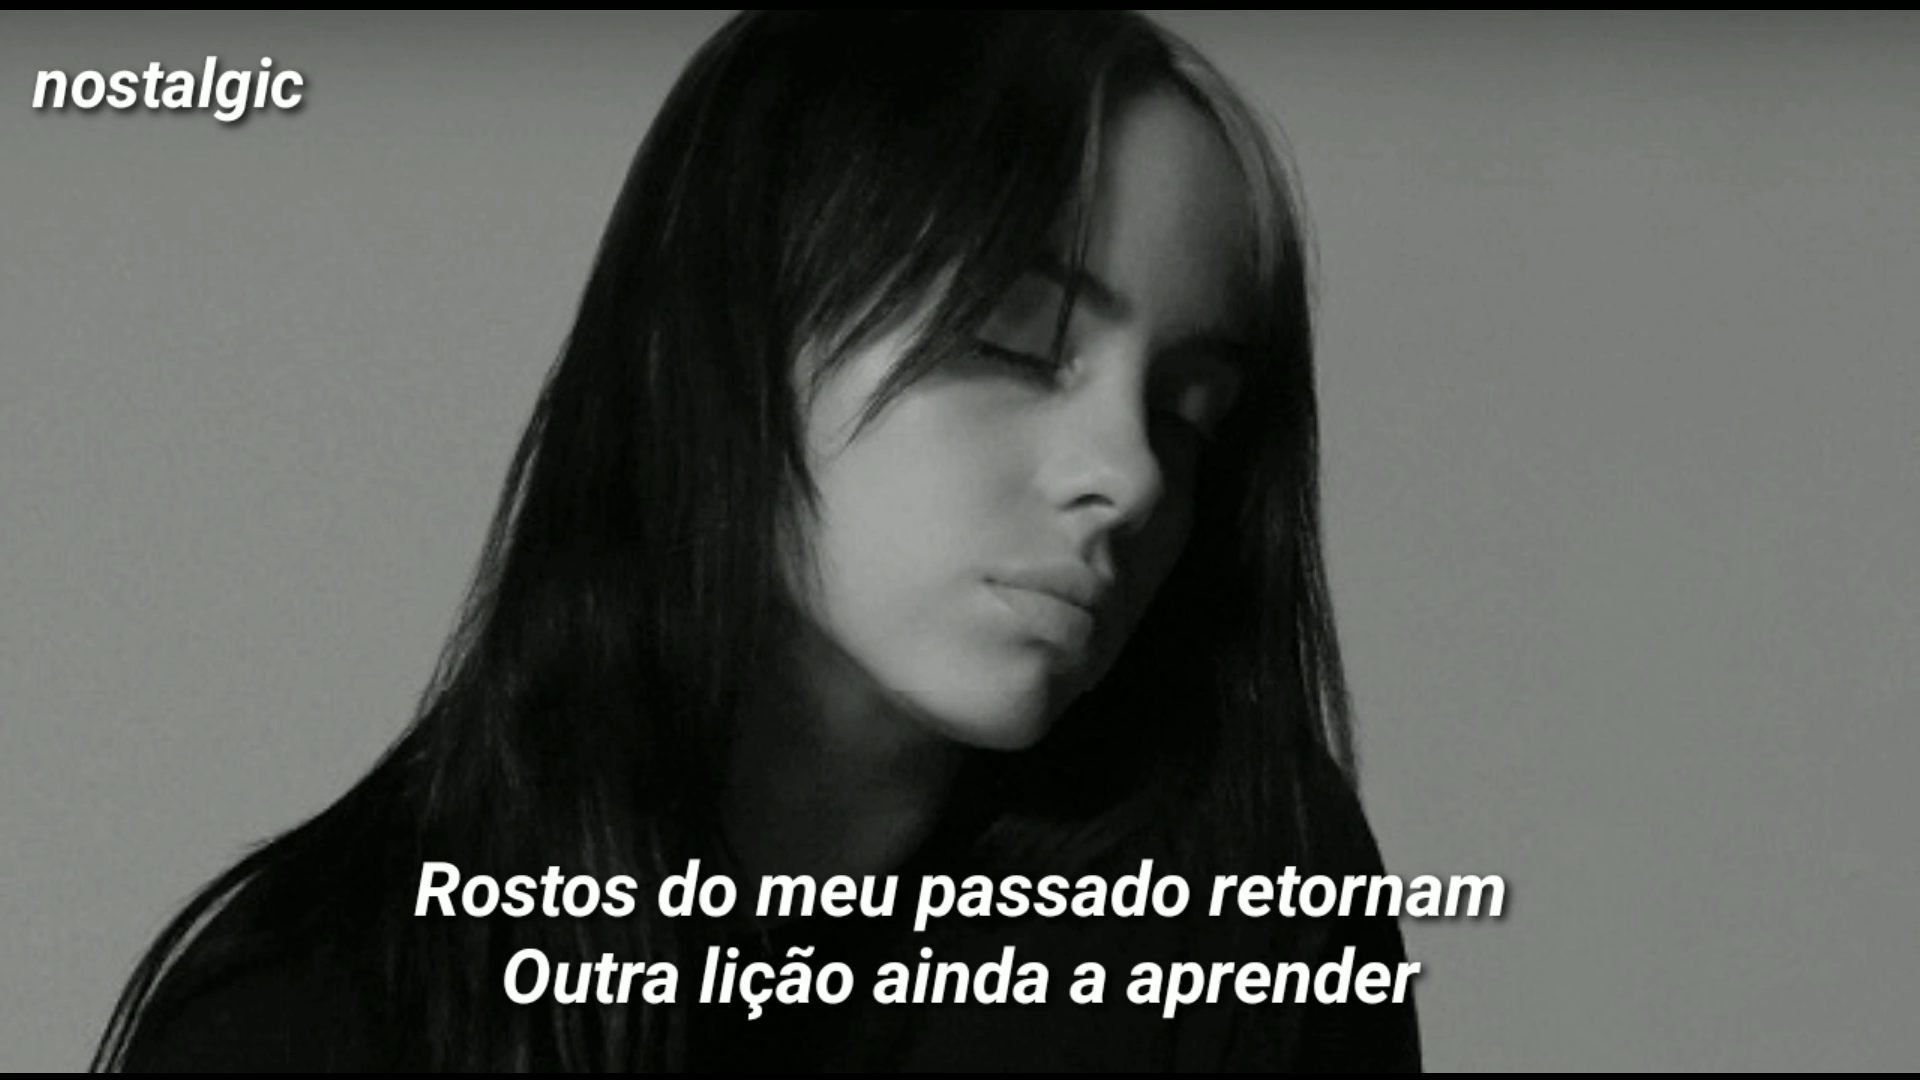 nostalgic
Rostos do meu passado retornam
Outra lição ainda a aprender